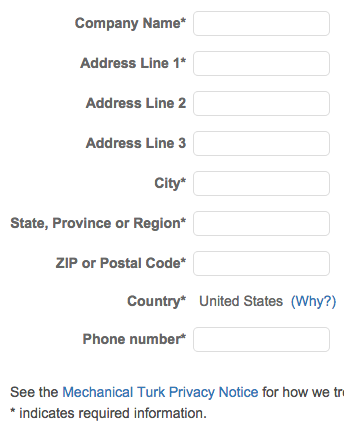 Company Name*
Address Line 1*
Address Line 2
Address Line 3
City*
State, Province or Region*
ZIP or Postal Code*
Country* United States (Why?)
Phone number*
See the Mechanical Turk Privacy Notice for how we tr
* indicates required information.